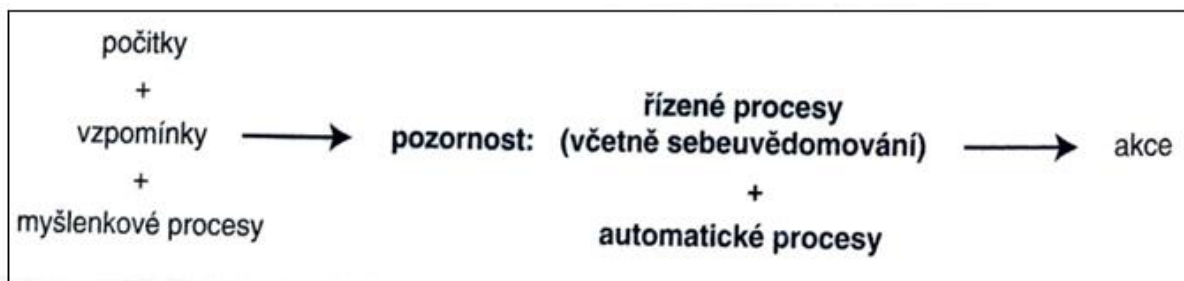 počitky
+
vzpomínky
+
myšlenkové procesy
pozornost:
řízené procesy
(včetně sebeuvědomování)
+
automatické procesy
akce